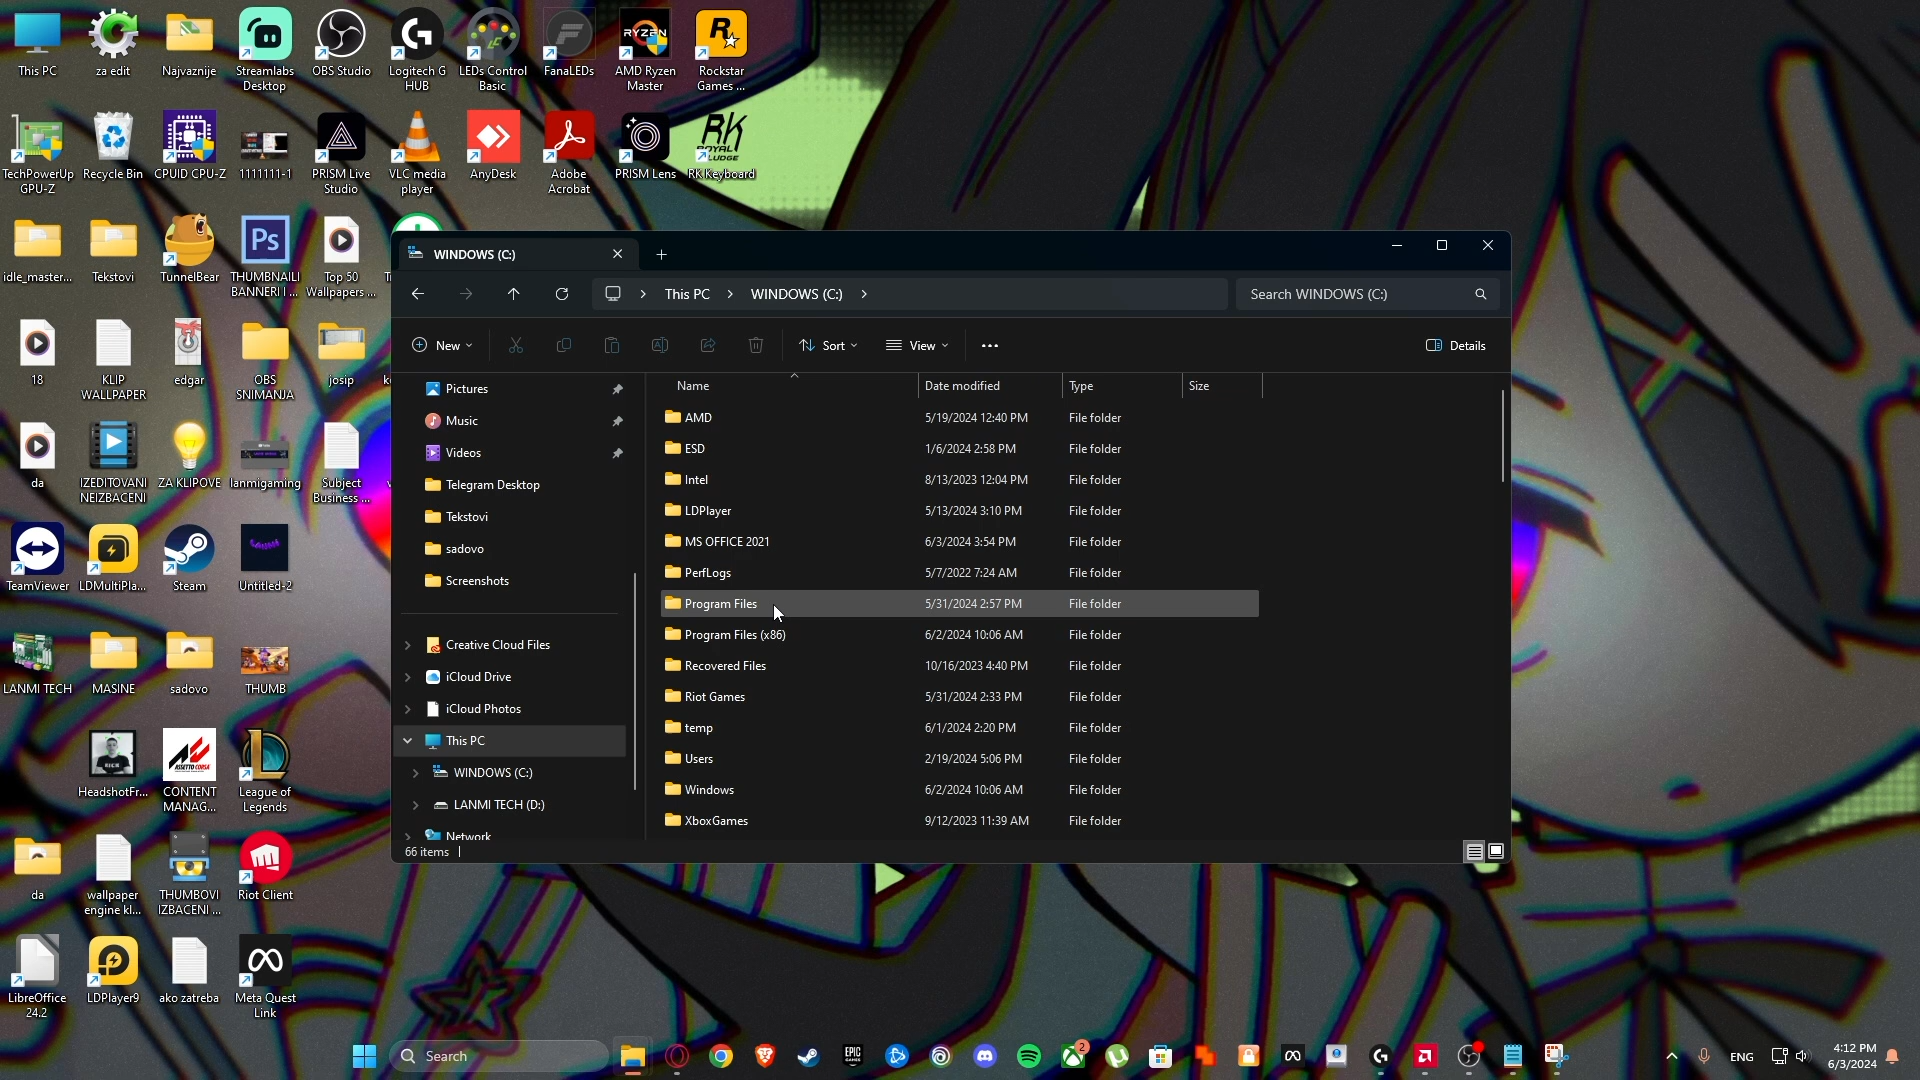 This PC
za edit
Najvaznije
Streamlabs
Desktop
OBS Studio
Logitech G
HUB
LEDs Control
Basic
FanaLEDs
RYZEN
AMD Ryzen
Master
R
Rockstar
Games ...
TechPowerUp
GPU-Z
Recycle Bin
CPUID CPU-Z
1111111-1
PRISM Live
Studio
VLC media
player
AnyDesk
Adobe
Acrobat
PRISM Lens
RK
RK Keyboard
idle_master...
Tekstovi
TunnelBear
Ps
THUMBNAILI
BANNERI I ...
Top 50
Wallpapers ...
18
KLIP
WALLPAPER
edgar
OBS
SNIMANJA
josip
da
IZEDITOVANI
NEIZBACENI
ZA KLIPOVE
lanmigaming
Subject
Business ...
TeamViewer
LDMultiPla...
Steam
Untitled-2
LANMI TECH
MASINE
sadovo
THUMB
HeadshotFr...
CONTENT
MANAG...
League of
Legends
da
wallpaper
engine kl...
THUMBOVI
IZBACENI ...
Riot Client
LibreOffice
24.2
LDPlayer9
ako zatreba
Meta Quest
Link
WINDOWS (C:)
This PC
WINDOWS (C:)
Search WINDOWS (C:)
New
Sort
View
Details
Pictures
Music
Videos
Telegram Desktop
Tekstovi
sadovo
Screenshots
Creative Cloud Files
iCloud Drive
iCloud Photos
This PC
WINDOWS (C:)
LANMI TECH (D:)
Network
Name Date modified Type Size
AMD 5/19/2024 12:40 PM File folder
ESD 1/6/2024 2:58 PM File folder
Intel 8/13/2023 12:04 PM File folder
LDPlayer 5/13/2024 3:10 PM File folder
MS OFFICE 2021 6/3/2024 3:54 PM File folder
PerfLogs 5/7/2022 7:24 AM File folder
Program Files 5/31/2024 2:57 PM File folder
Program Files (x86) 6/2/2024 10:06 AM File folder
Recovered Files 10/16/2023 4:40 PM File folder
Riot Games 5/31/2024 2:33 PM File folder
temp 6/1/2024 2:20 PM File folder
Users 2/19/2024 5:06 PM File folder
Windows 6/2/2024 10:06 AM File folder
XboxGames 9/12/2023 11:39 AM File folder
66 items
Search
EPIC
2
ENG
4:12 PM
6/3/2024